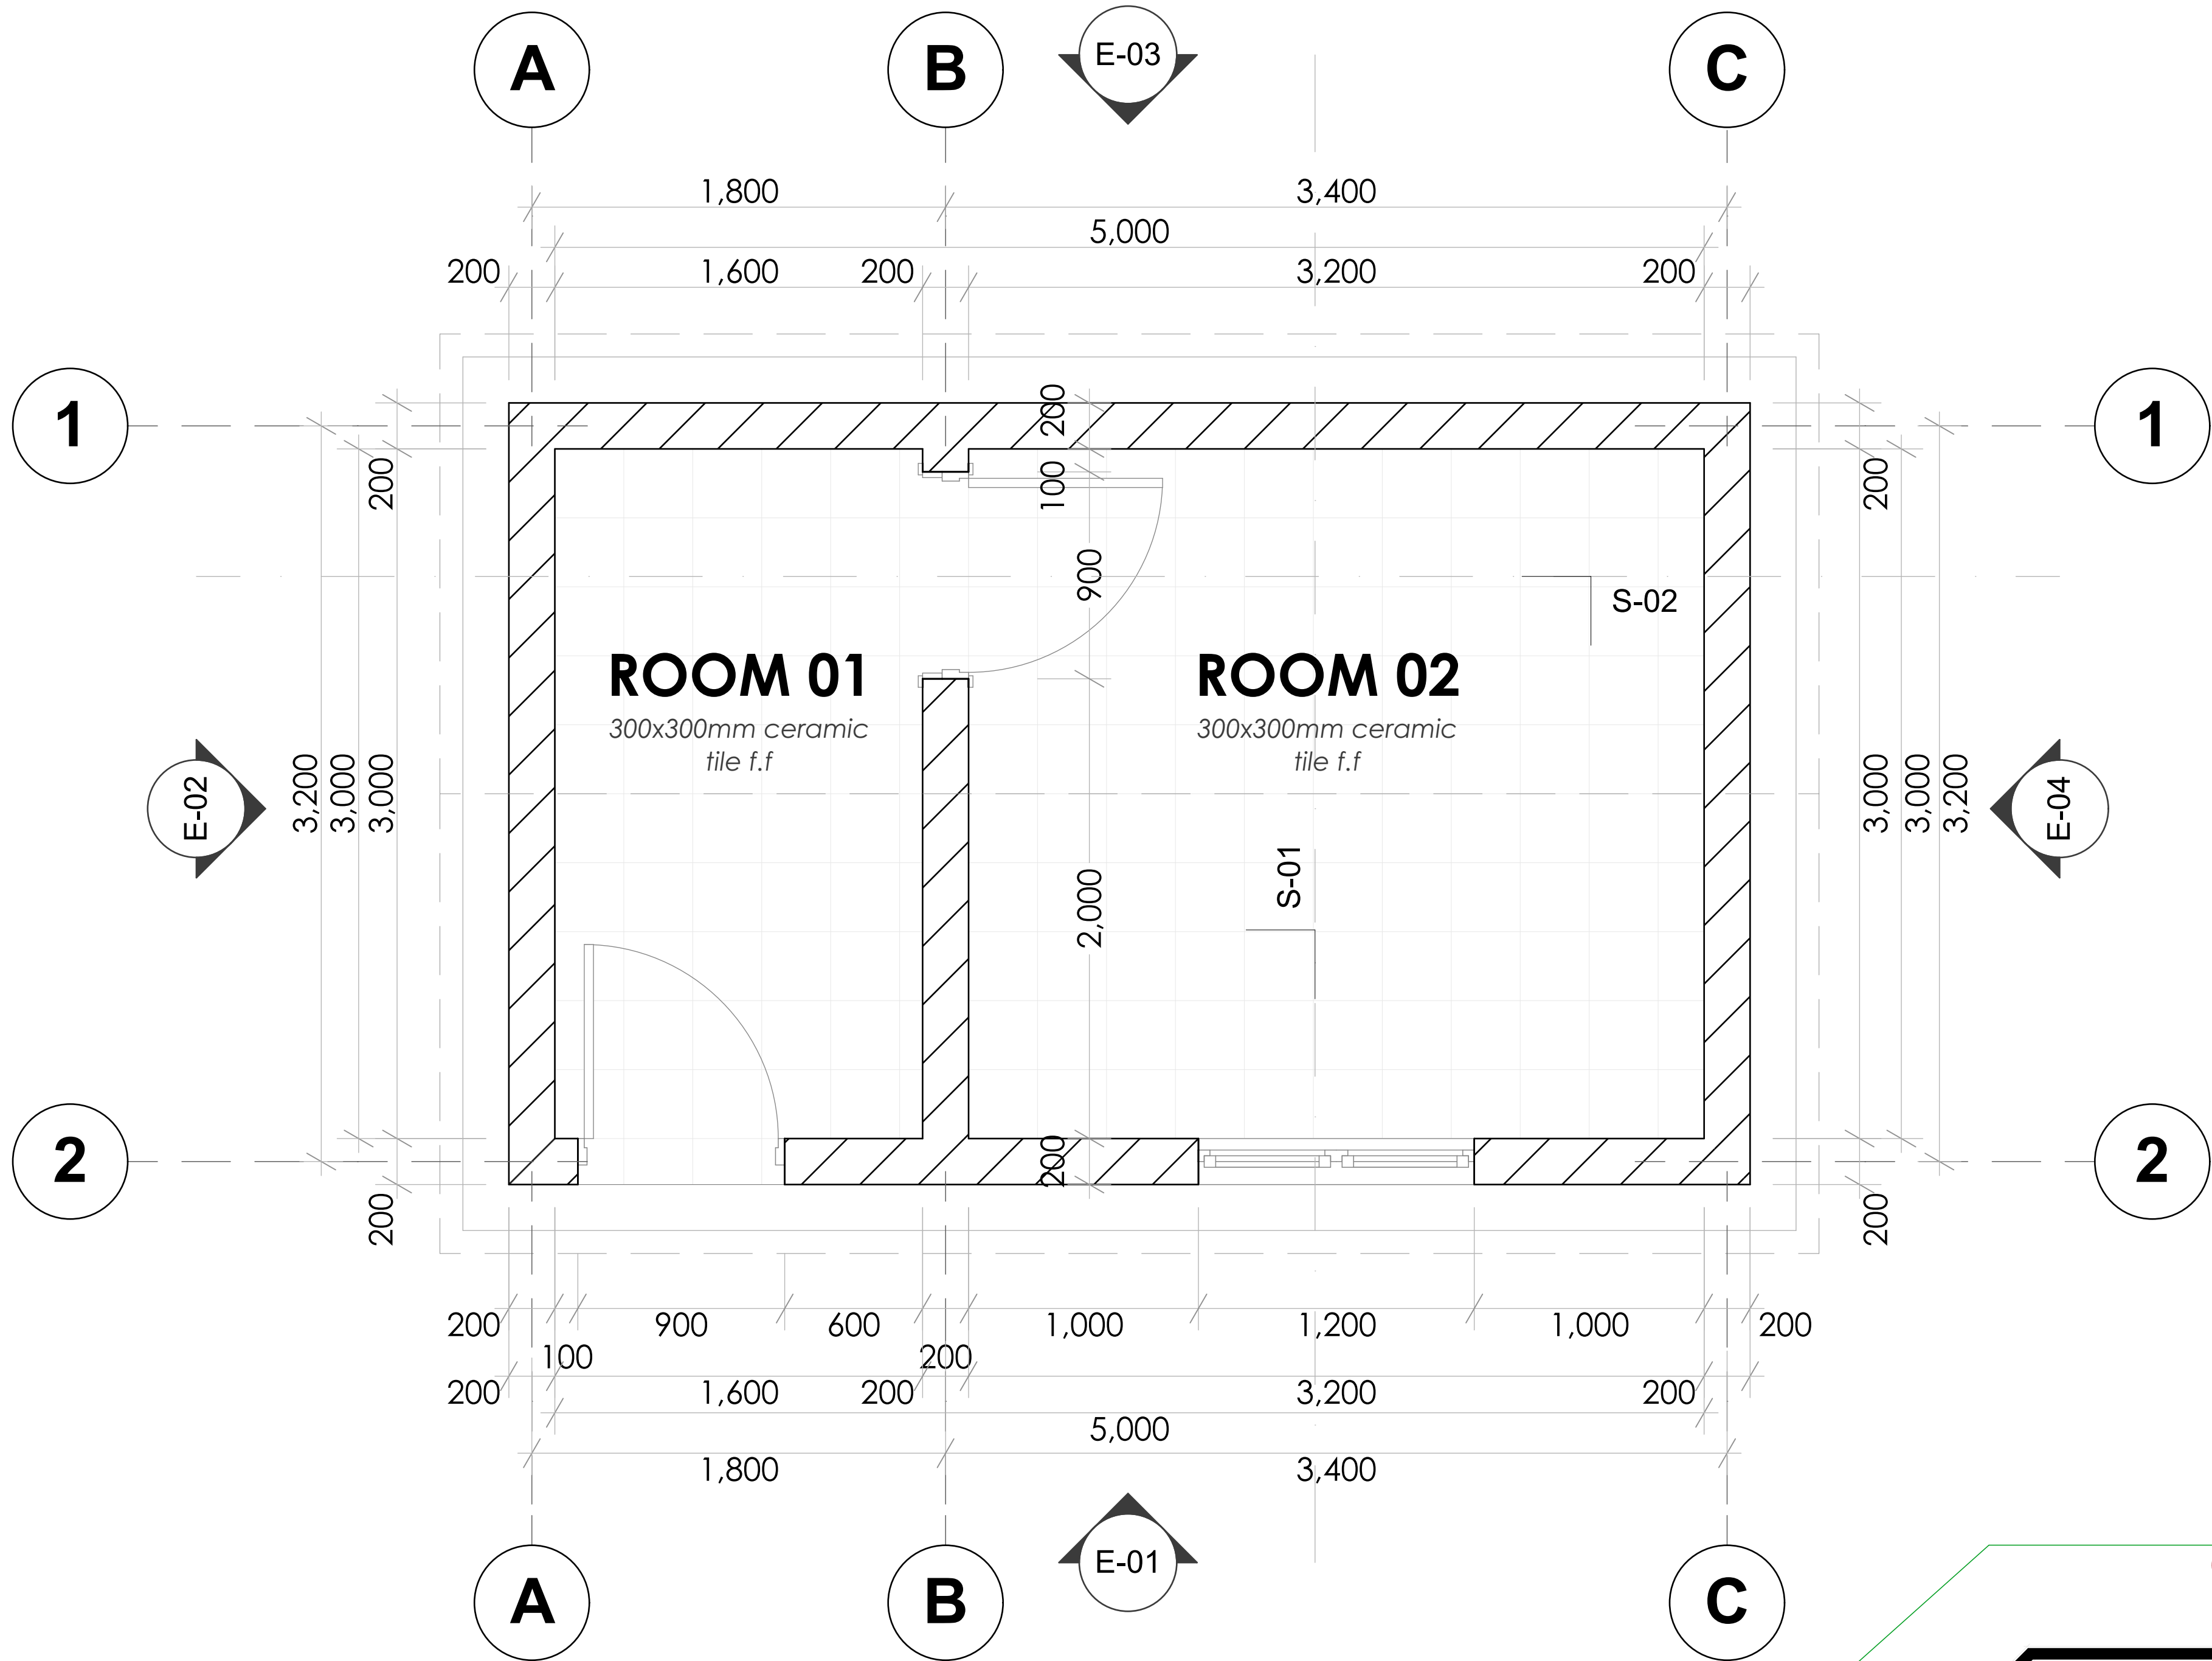 A B E-03 C
1,800 3,400
5,000
200 1,600 200 3,200 200
1 1
200
200 100 200
900
S-02
ROOM 01 ROOM 02
300x300mm ceramic 300x300mm ceramic
tile f.f tile f.f
E-02 3,200 3,000 3,000 3,000 3,000 3,200 E-04
S-01
2,000
2 200 2
200 200
200 900 600 1,000 1,200 1,000 200
100 200
200 1,600 200 3,200 200
5,000
1,800 3,400
E-01
A B C